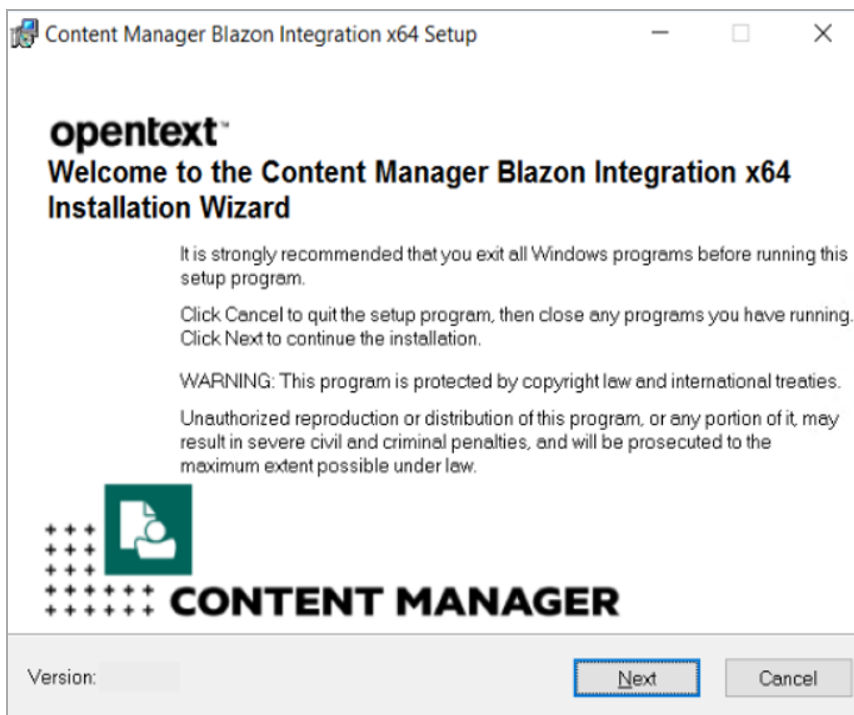 Content Manager Blazon Integration x64 Setup
opentext™
Welcome to the Content Manager Blazon Integration x64
Installation Wizard
It is strongly recommended that you exit all Windows programs before running this
setup program.
Click Cancel to quit the setup program, then close any programs you have running.
Click Next to continue the installation.
WARNING: This program is protected by copyright law and international treaties.
Unauthorized reproduction or distribution of this program, or any portion of it, may
result in severe civil and criminal penalties, and will be prosecuted to the
maximum extent possible under law.
CONTENT MANAGER
Version:
Next
Cancel